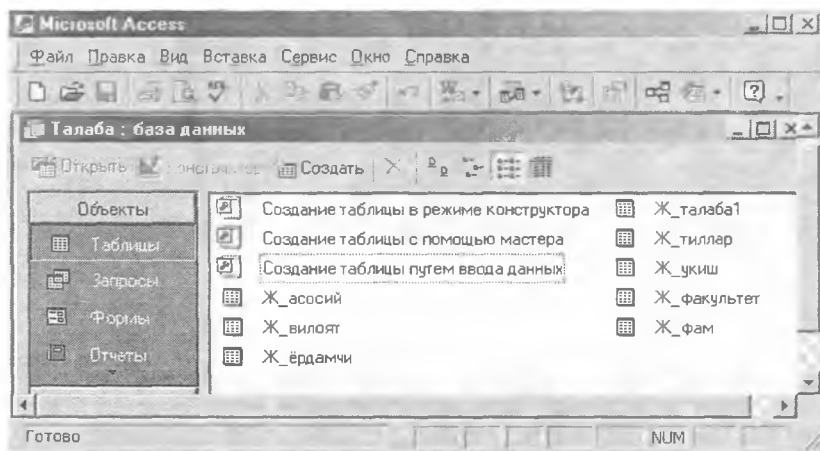 Microsoft Access
Файл Правка Вид Вставка Сервис Окно Справка
Талаба : база данных
Открыть Создать
Объекты
Таблицы
Запросы
Формы
Отчеты
Создание таблицы в режиме конструктора
Создание таблицы с помощью мастера
Создание таблицы путем ввода данных
Ж_асосий
Ж_вилоят
Ж_ёрдамчи
Ж_талаба1
Ж_тиллар
Ж_укиш
Ж_факультет
Ж_фам
Готово NUM